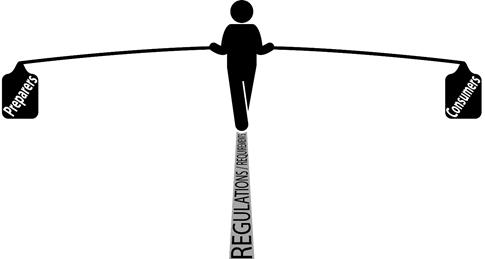 Preparers
Consumers
REGULATIONS / REQUIREMENTS